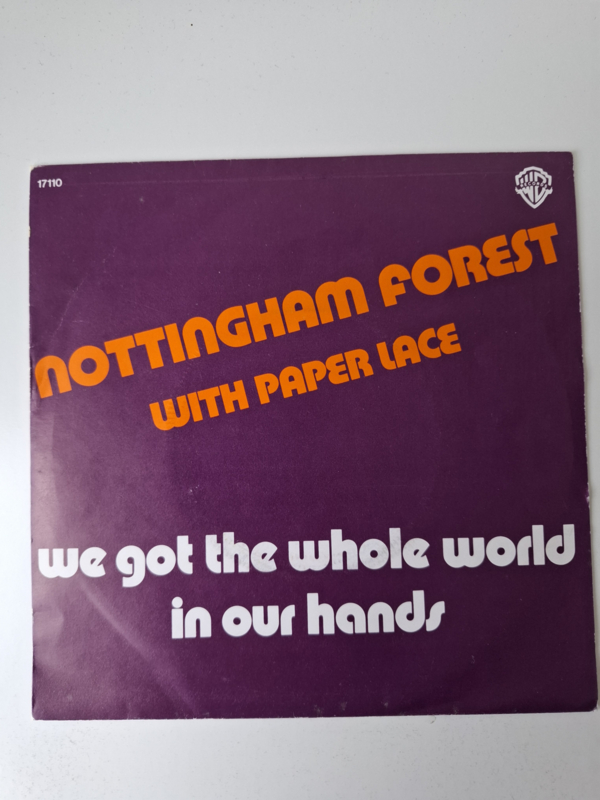 17110
NOTTINGHAM FOREST
WITH PAPER LACE
we got the whole world
in our hands